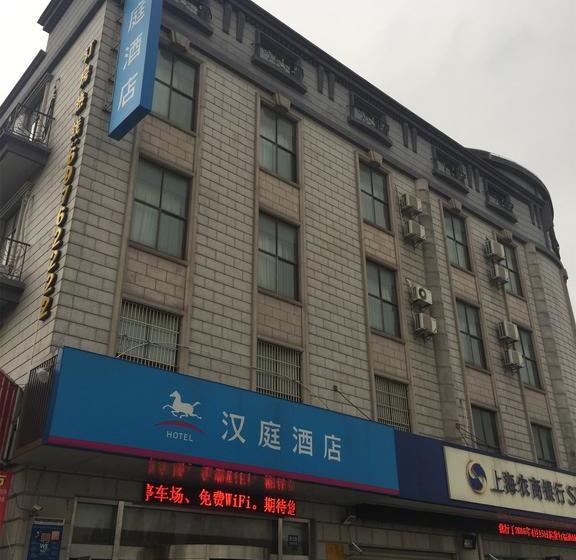 庭酒店
订房热线:60762222
HOTEL
汉庭酒店
停车场、免费WiFi。期待您
上海农商银行 S